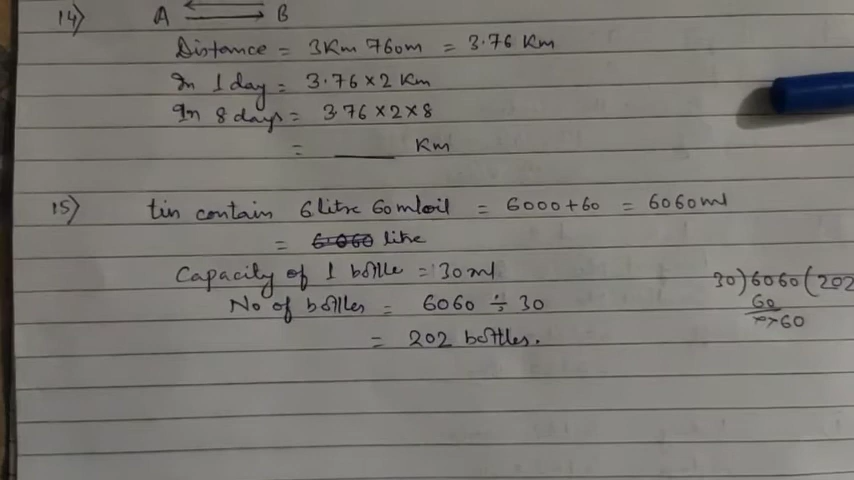 14) A ⇄ B
Distance = 3Km 760m = 3.76 Km
In 1 day = 3.76 × 2 Km
In 8 days = 3.76 × 2 × 8
= ____ Km
15) tin contain 6 litre 60 ml oil = 6000 + 60 = 6060 ml
= 6.060 litre
Capacity of 1 bottle = 30 ml
30)6060(202
No of bottles = 6060 ÷ 30
60
××60
= 202 bottles.